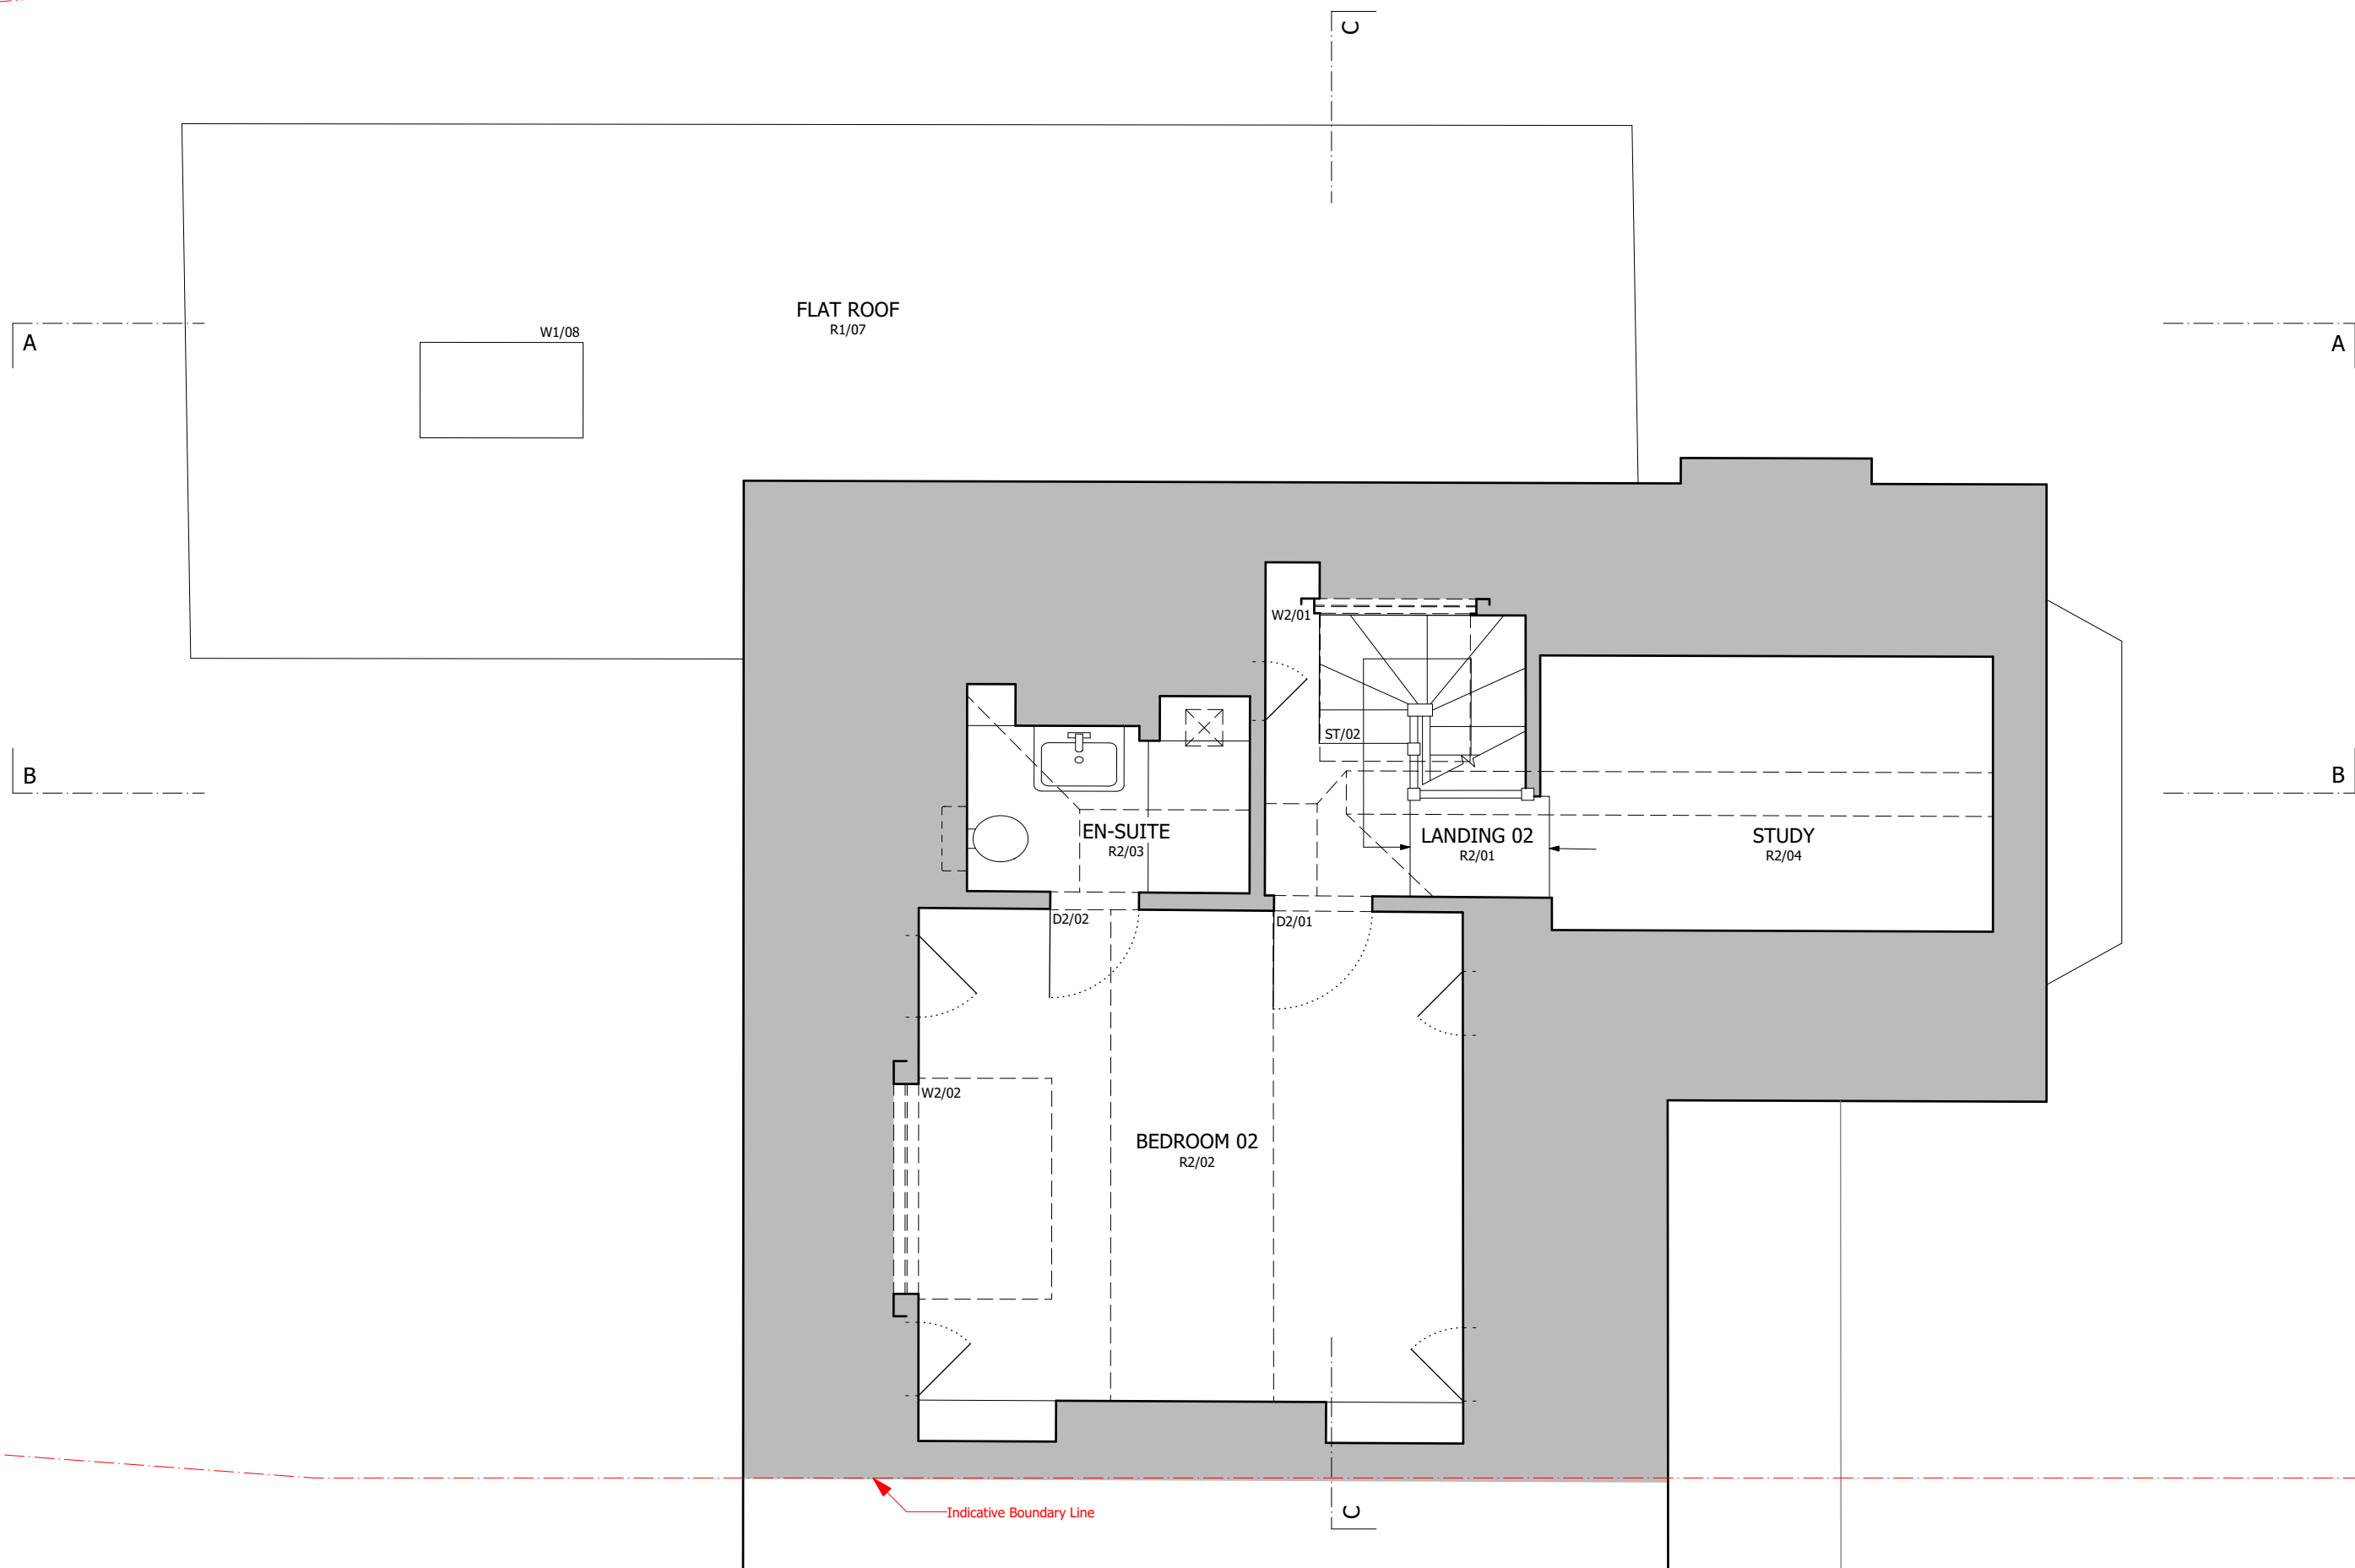 C
FLAT ROOF
R1/07
W1/08
A
A
W2/01
ST/02
B
B
EN-SUITE
R2/03
LANDING 02
R2/01
STUDY
R2/04
D2/02
D2/01
W2/02
BEDROOM 02
R2/02
Indicative Boundary Line
C